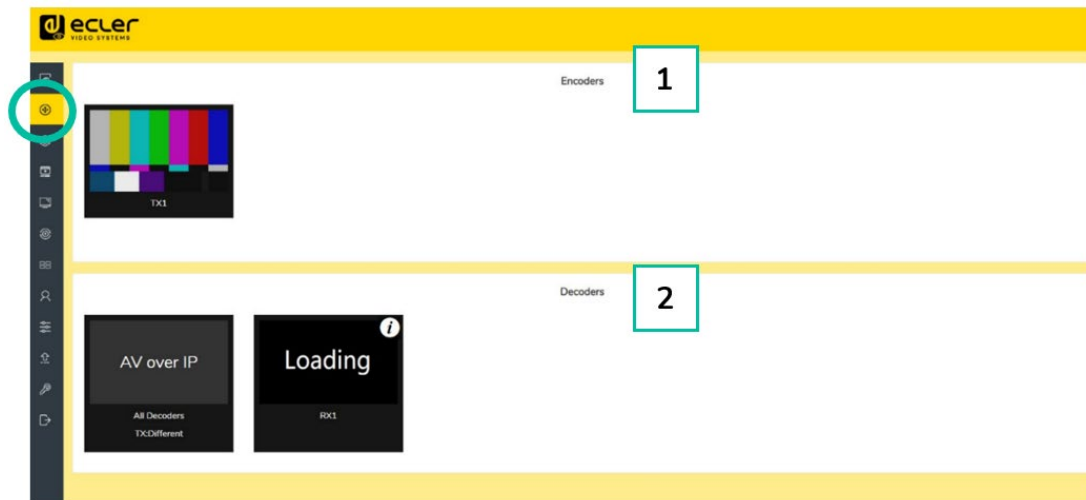 ecler
VIDEO SYSTEMS
Encoders
1
TX1
Decoders
2
AV over IP
All Decoders
TX:Different
i
Loading
RX1